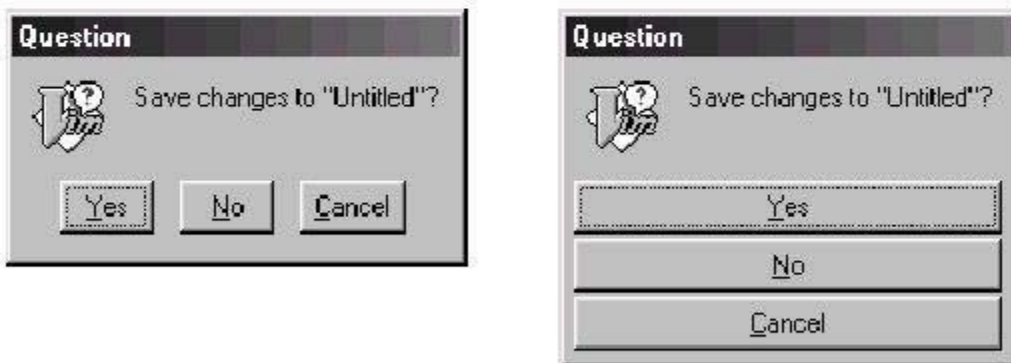 Question
Save changes to "Untitled"?
Yes No Cancel
Question
Save changes to "Untitled"?
Yes
No
Cancel